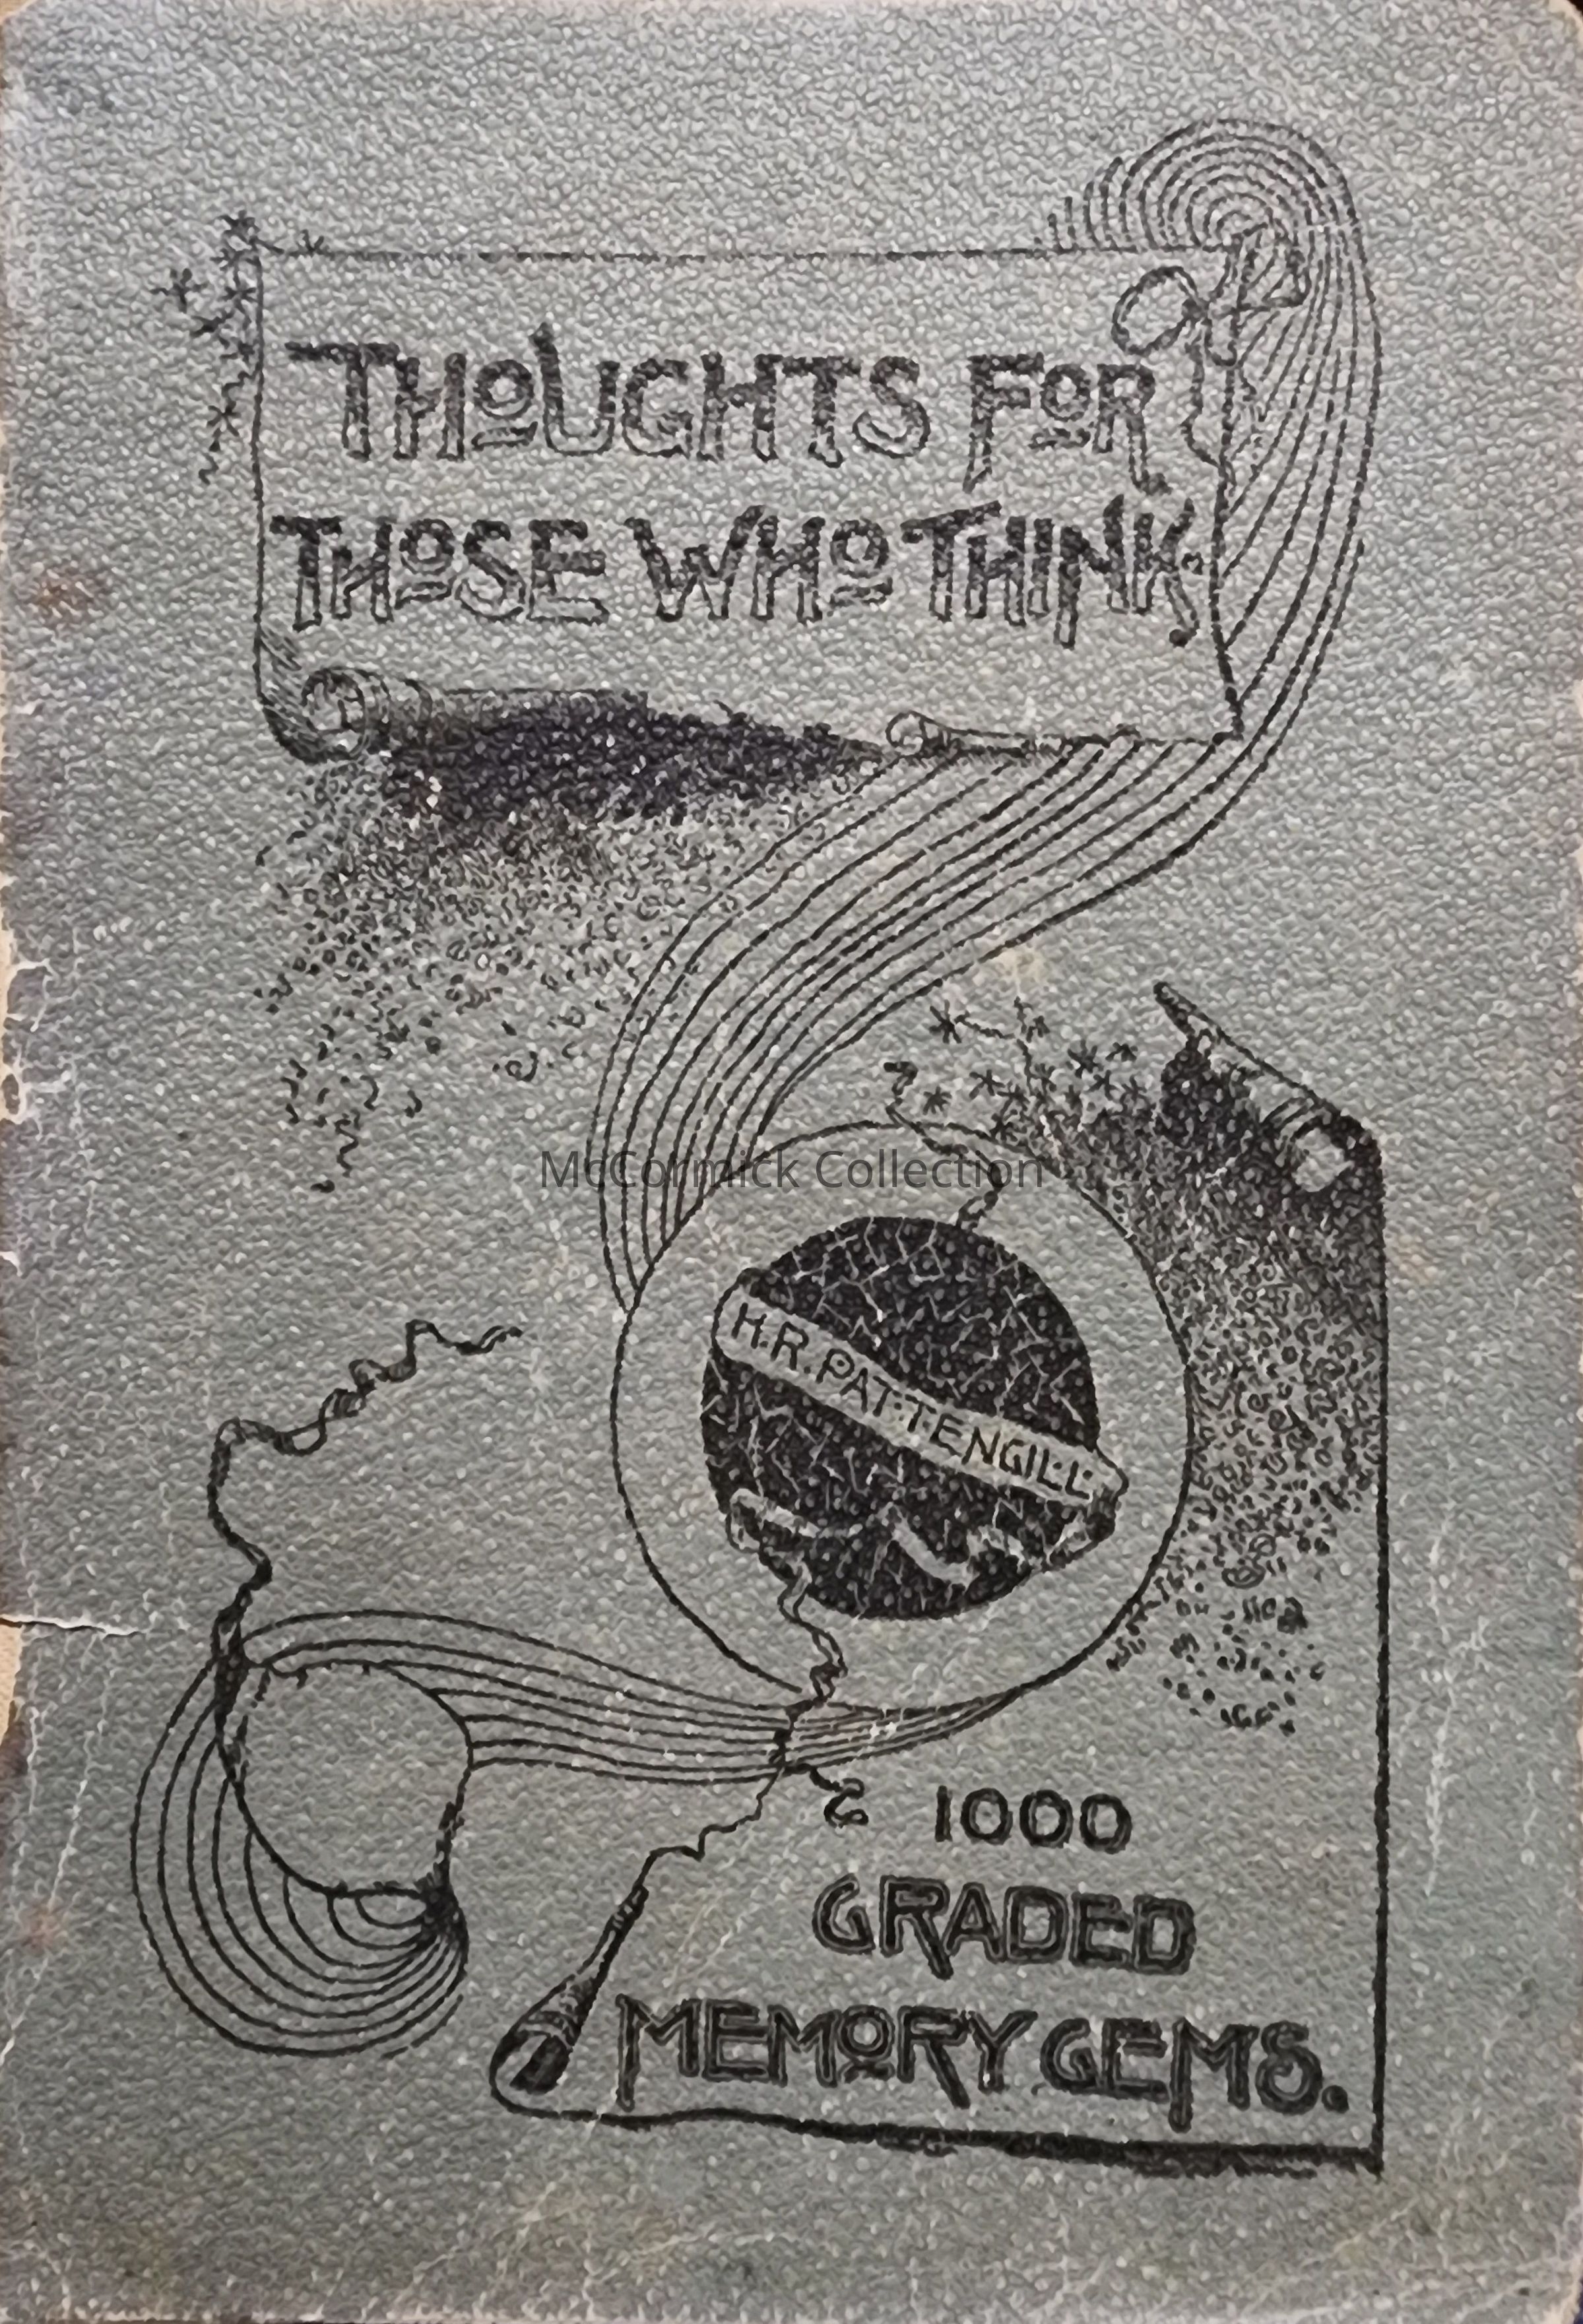 THOUGHTS FOR
THOSE WHO THINK.
McCormick Collection
H.R. PATTENGILL
1000
GRADED
MEMORY GEMS.